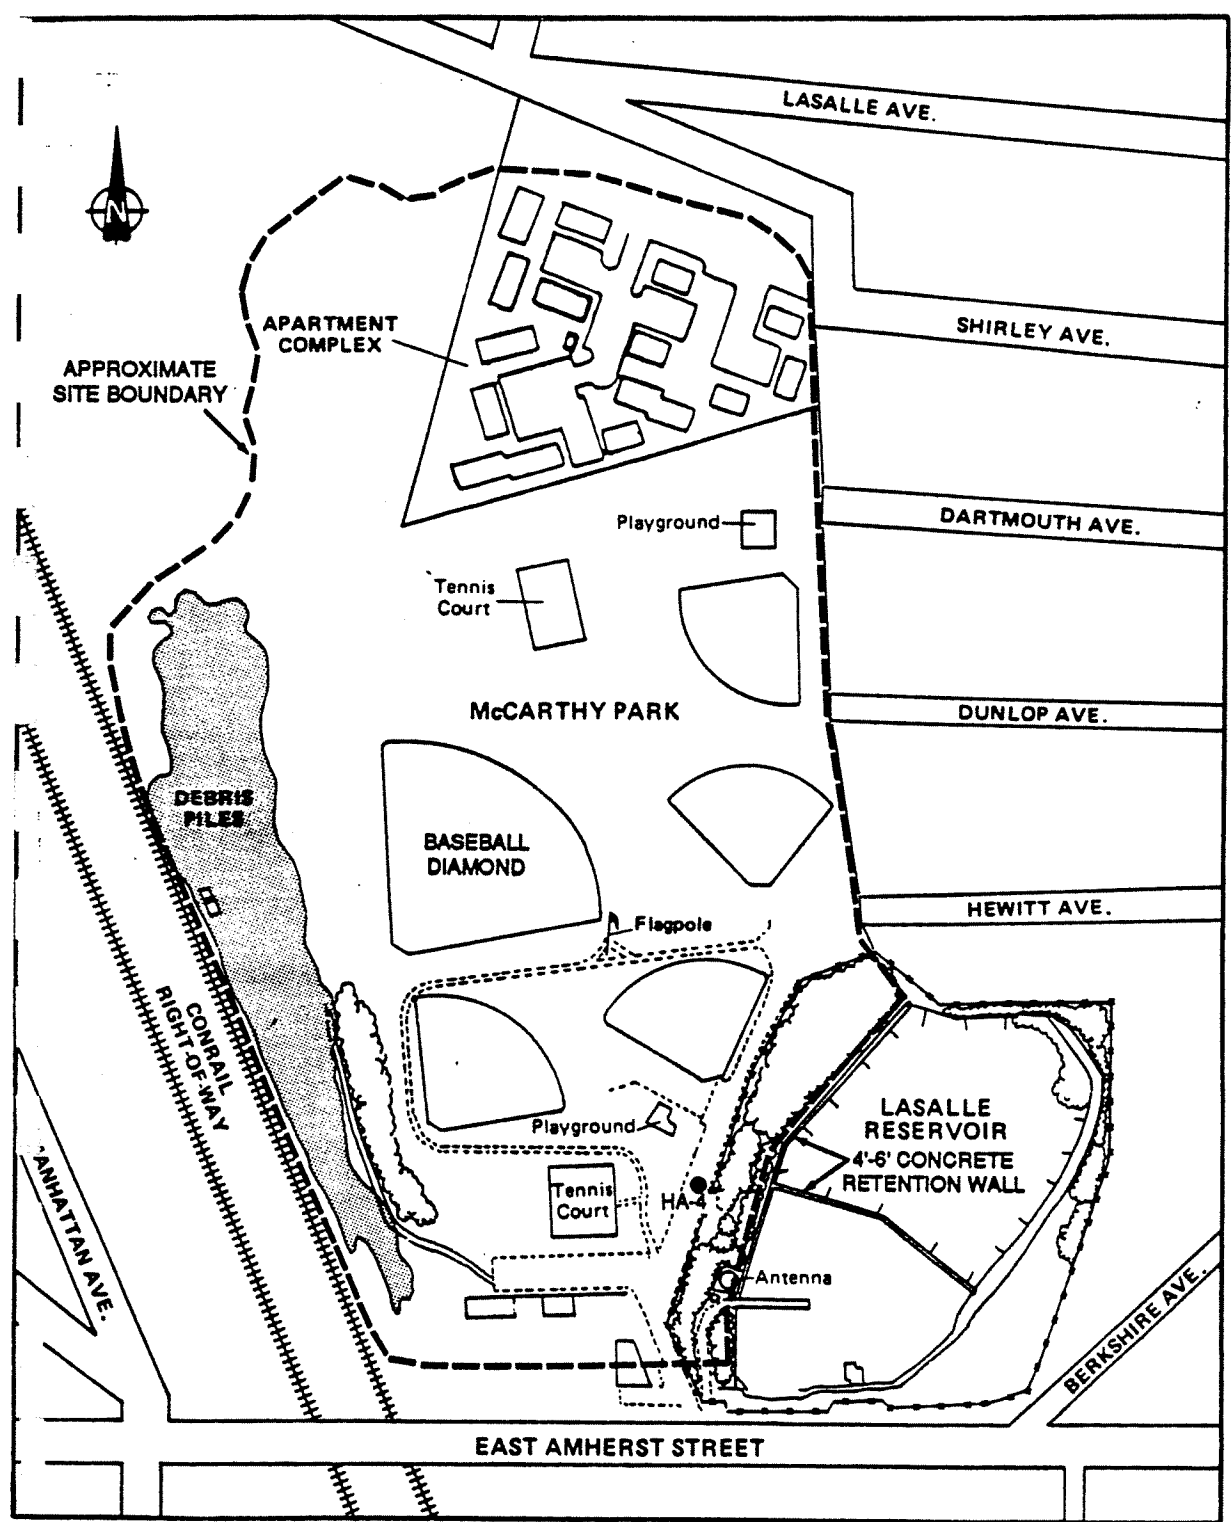 LASALLE AVE.
N
SHIRLEY AVE.
APARTMENT
COMPLEX
APPROXIMATE
SITE BOUNDARY
DARTMOUTH AVE.
Playground
Tennis
Court
McCARTHY PARK
DUNLOP AVE.
DEBRIS
PILES
BASEBALL
DIAMOND
HEWITT AVE.
Flagpole
CONRAIL
RIGHT-OF-WAY
LASALLE
RESERVOIR
Playground
4'-6' CONCRETE
RETENTION WALL
Tennis
Court
HA-4
ANHATTAN AVE.
Antenna
BERKSHIRE AVE.
EAST AMHERST STREET